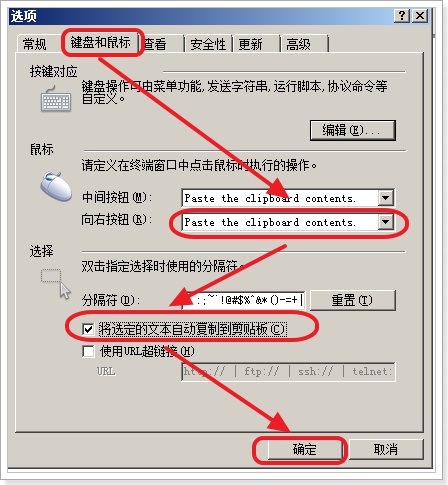 选项
常规 键盘和鼠标 查看 安全性 更新 高级
按键对应
键盘操作可由菜单功能,发送字符串,运行脚本,协议命令等
自定义。
编辑(E)...
鼠标
请定义在终端窗口中点击鼠标时执行的操作。
中间按钮(M): Paste the clipboard contents.
向右按钮(R): Paste the clipboard contents.
选择
双击指定选择时使用的分隔符。
分隔符(D): :;~`!@#$%^&*()-=+| 重置(T)
将选定的文本自动复制到剪贴板(C)
使用URL超链接(H)
URL http:// | ftp:// | ssh:// | telnet:
确定 取消